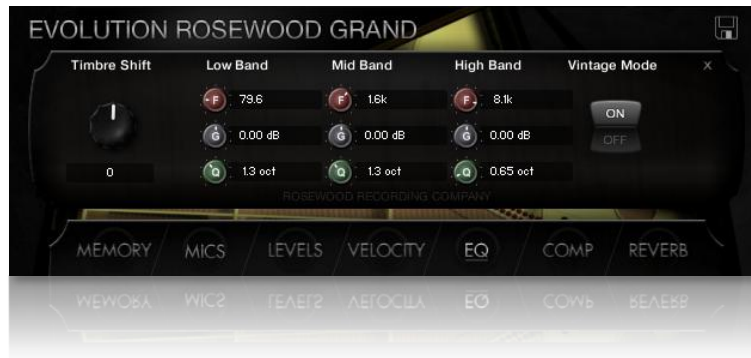 EVOLUTION ROSEWOOD GRAND
Timbre Shift Low Band Mid Band High Band Vintage Mode x
F 79.6 F 1.6k F 8.1k
ON
G 0.00 dB G 0.00 dB G 0.00 dB
OFF
0 Q 1.3 oct Q 1.3 oct Q 0.65 oct
ROSEWOOD RECORDING COMPANY
MEMORY MICS LEVELS VELOCITY EQ COMP REVERB